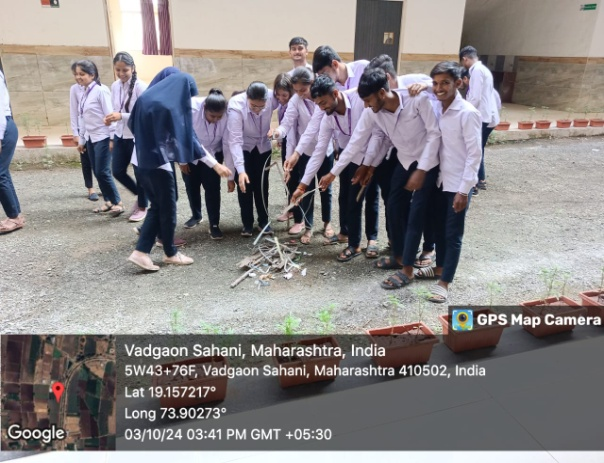 GPS Map Camera
Vadgaon Sahani, Maharashtra, India
5W43+76F, Vadgaon Sahani, Maharashtra 410502, India
Lat 19.157217°
Long 73.90273°
03/10/24 03:41 PM GMT +05:30
Google